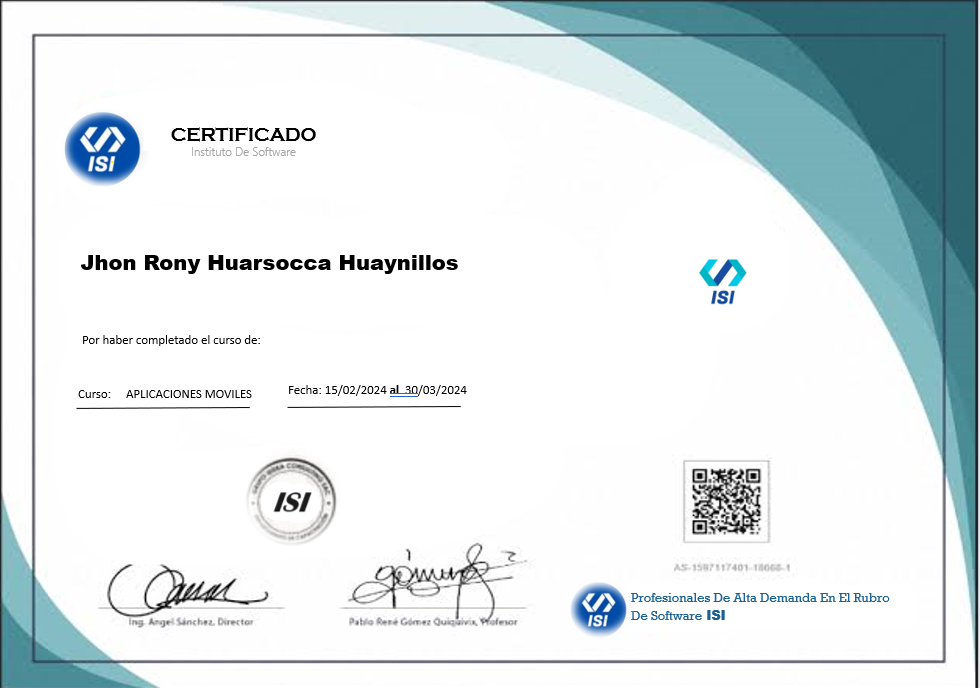 ISI
CERTIFICADO
Instituto De Software
Jhon Rony Huarsocca Huaynillos
ISI
Por haber completado el curso de:
Curso: APLICACIONES MOVILES
Fecha: 15/02/2024 al 30/03/2024
ISI
AS-1597117401-18668-1
Ing. Angel Sánchez, Director
Pablo René Gómez Quiquivix, Profesor
ISI
Profesionales De Alta Demanda En El Rubro
De Software ISI